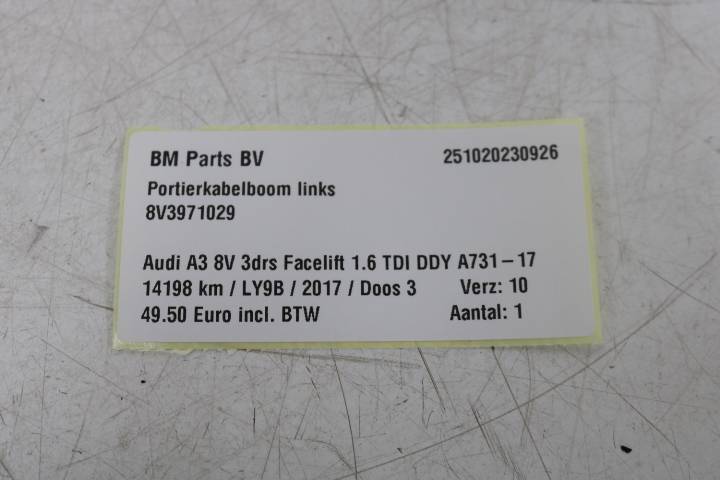 BM Parts BV 251020230926
Portierkabelboom links
8V3971029
Audi A3 8V 3drs Facelift 1.6 TDI DDY A731-17
14198 km / LY9B / 2017 / Doos 3 Verz: 10
49.50 Euro incl. BTW Aantal: 1